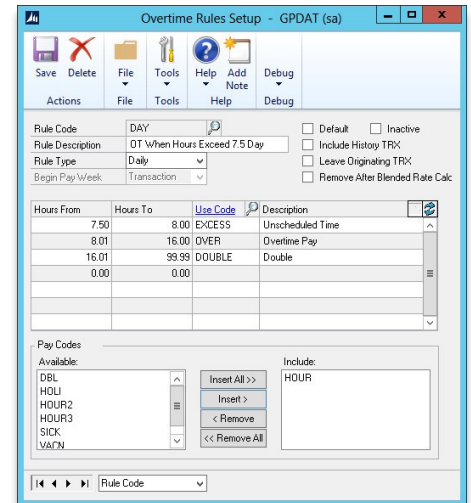 Overtime Rules Setup - GPDAT (sa)
Save Delete File Tools Help Add Note Debug
Actions File Tools Help Debug
Rule Code DAY Default Inactive
Rule Description OT When Hours Exceed 7.5 Day Include History TRX
Rule Type Daily Leave Originating TRX
Begin Pay Week Transaction Remove After Blended Rate Calc
Hours From Hours To Use Code Description
7.50 8.00 EXCESS Unscheduled Time
8.01 16.00 OVER Overtime Pay
16.01 99.99 DOUBLE Double
0.00 0.00
Pay Codes
Available: Include:
DBL Insert All >> HOUR
HOLI
HOUR2 Insert >
HOUR3 < Remove
SICK
VACN << Remove All
Rule Code